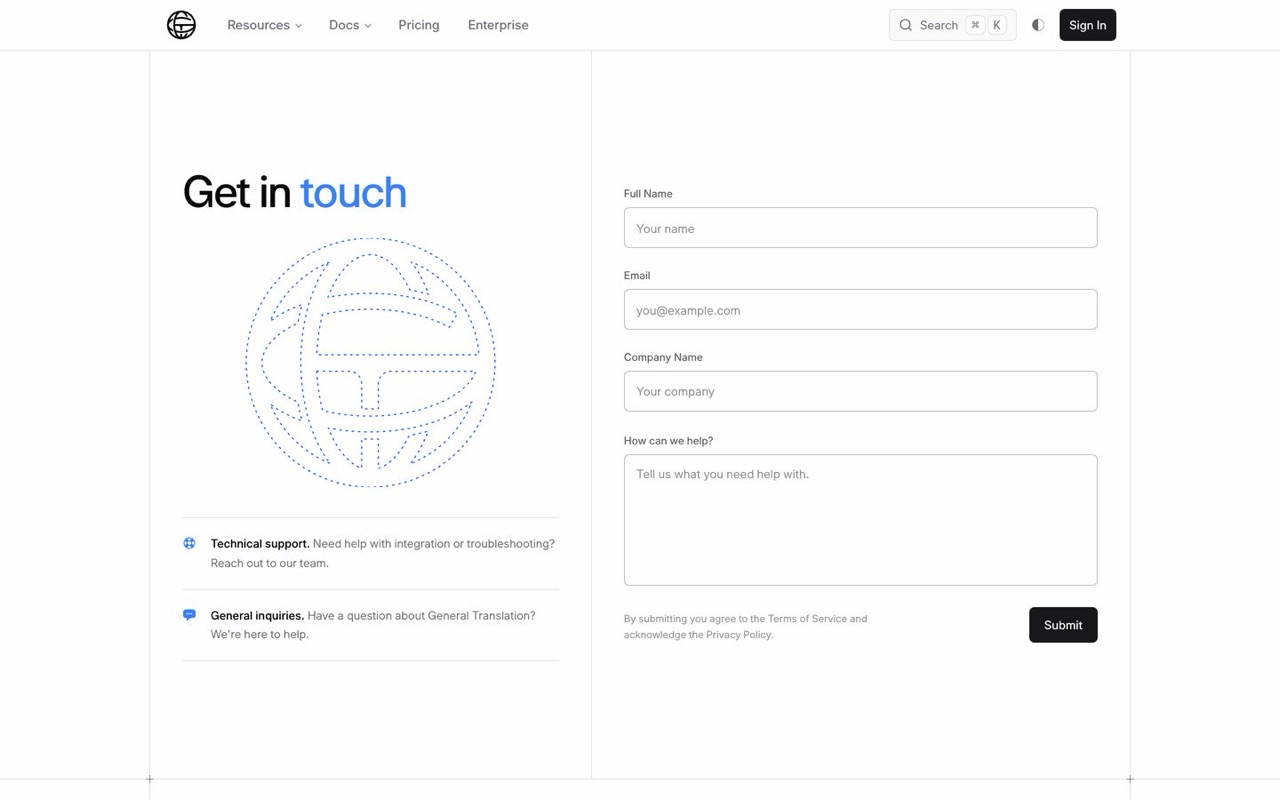 Resources
Docs
Pricing
Enterprise
Search ⌘ K
Sign In
Get in touch
Technical support. Need help with integration or troubleshooting?
Reach out to our team.
General inquiries. Have a question about General Translation?
We're here to help.
Full Name
Your name
Email
you@example.com
Company Name
Your company
How can we help?
Tell us what you need help with.
By submitting you agree to the Terms of Service and
acknowledge the Privacy Policy.
Submit